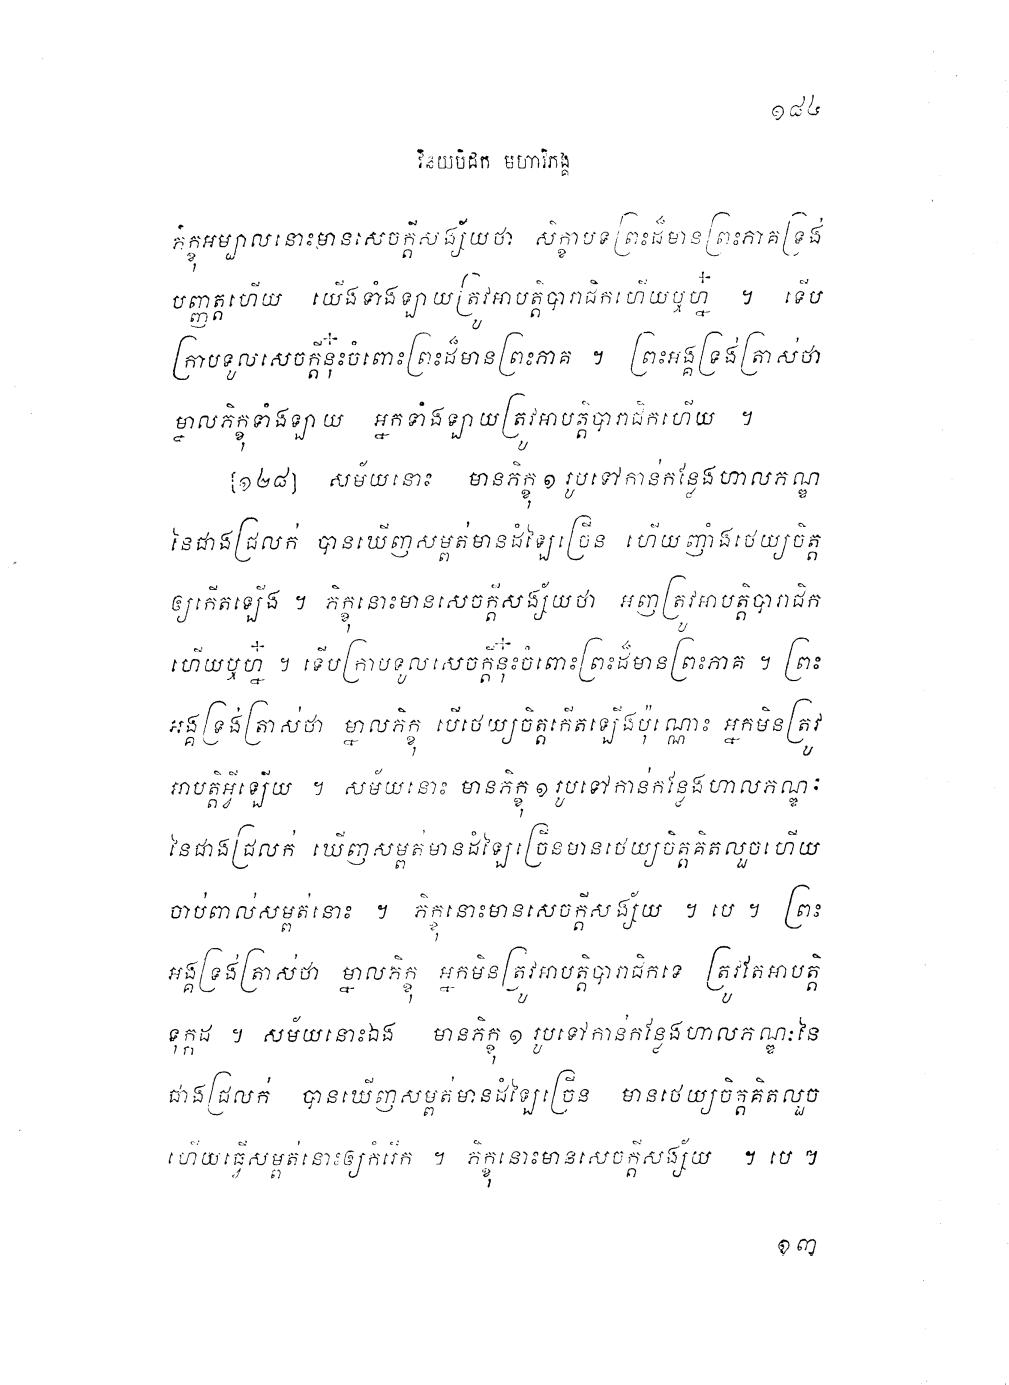 ១៨៤
វិនយបិដក មហាវិភង្គ
ភិក្ខុអម្បាលនោះមានសេចក្តីសង្ស័យថា សិក្ខាបទព្រះដ៏មានព្រះភាគទ្រង់
បញ្ញត្តហើយ យើងទាំងឡាយត្រូវអាបត្តិបារាជិកហើយឬហ្ន៎ ។ ទើប
ក្រាបទូលសេចក្តីនុ៎ះចំពោះព្រះដ៏មានព្រះភាគ ។ ព្រះអង្គទ្រង់ត្រាស់ថា
ម្នាលភិក្ខុទាំងឡាយ អ្នកទាំងឡាយត្រូវអាបត្តិបារាជិកហើយ ។
[១៤៨] សម័យនោះ មានភិក្ខុ ១ រូបទៅកាន់កន្លែងហាលភណ្ឌ
នៃជាងជ្រលក់ បានឃើញសម្ពត់មានដំឡៃច្រើន ហើយញ៉ាំងថេយ្យចិត្ត
ឲ្យកើតឡើង ។ ភិក្ខុនោះមានសេចក្តីសង្ស័យថា អញត្រូវអាបត្តិបារាជិក
ហើយឬហ្ន៎ ។ ទើបក្រាបទូលសេចក្តីនុ៎ះចំពោះព្រះដ៏មានព្រះភាគ ។ ព្រះ
អង្គទ្រង់ត្រាស់ថា ម្នាលភិក្ខុ បើថេយ្យចិត្តកើតឡើងប៉ុណ្ណោះ អ្នកមិនត្រូវ
អាបត្តិអ្វីឡើយ ។ សម័យនោះ មានភិក្ខុ ១ រូបទៅកាន់កន្លែងហាលភណ្ឌៈ
នៃជាងជ្រលក់ ឃើញសម្ពត់មានដំឡៃច្រើនមានថេយ្យចិត្តគិតលួចហើយ
ចាប់ពាល់សម្ពត់នោះ ។ ភិក្ខុនោះមានសេចក្តីសង្ស័យ ។ បេ ។ ព្រះ
អង្គទ្រង់ត្រាស់ថា ម្នាលភិក្ខុ អ្នកមិនត្រូវអាបត្តិបារាជិកទេ ត្រូវតែអាបត្តិ
ទុក្កដ ។ សម័យនោះឯង មានភិក្ខុ ១ រូបទៅកាន់កន្លែងហាលភណ្ឌៈនៃ
ជាងជ្រលក់ បានឃើញសម្ពត់មានដំឡៃច្រើន មានថេយ្យចិត្តគិតលួច
ហើយធ្វើសម្ពត់នោះឲ្យកំរើក ។ ភិក្ខុនោះមានសេចក្តីសង្ស័យ ។ បេ ។
១៣